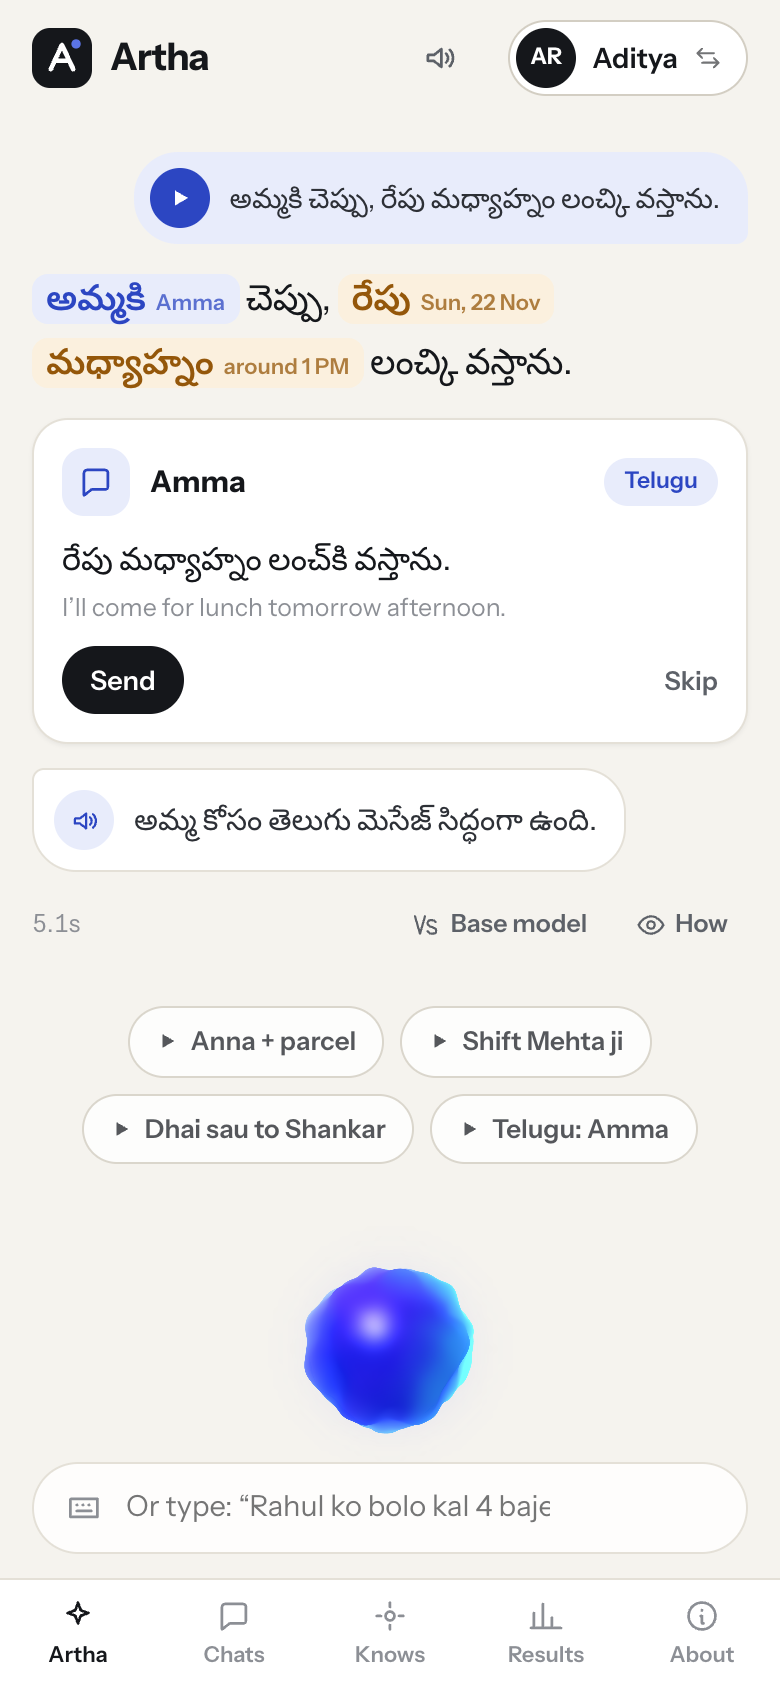 Artha
AR Aditya
అమ్మకి చెప్పు, రేపు మధ్యాహ్నం లంచ్కి వస్తాను.
అమ్మకి Amma చెప్పు, రేపు Sun, 22 Nov
మధ్యాహ్నం around 1 PM లంచ్కి వస్తాను.
Amma
Telugu
రేపు మధ్యాహ్నం లంచ్‌కి వస్తాను.
I'll come for lunch tomorrow afternoon.
Send
Skip
అమ్మ కోసం తెలుగు మెసేజ్ సిద్ధంగా ఉంది.
5.1s
Vs Base model
How
Anna + parcel
Shift Mehta ji
Dhai sau to Shankar
Telugu: Amma
Or type: “Rahul ko bolo kal 4 baje
Artha
Chats
Knows
Results
About